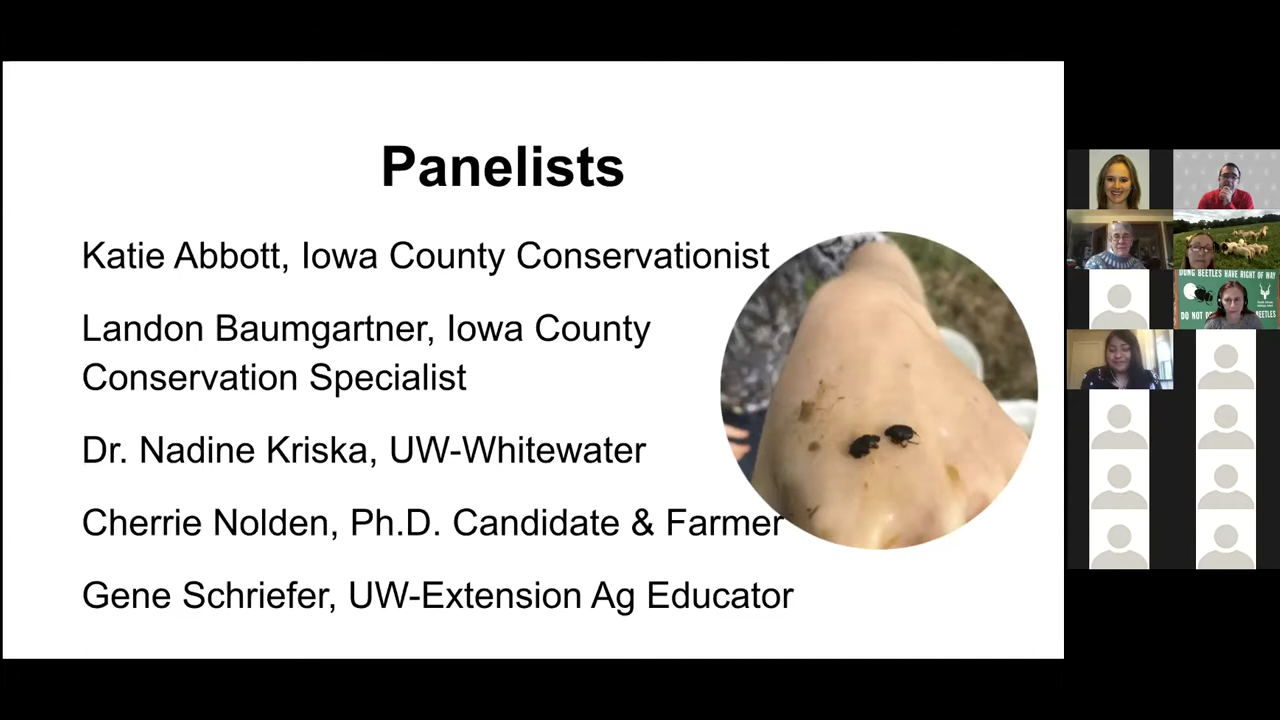 Panelists
Katie Abbott, Iowa County Conservationist
Landon Baumgartner, Iowa County
Conservation Specialist
Dr. Nadine Kriska, UW-Whitewater
Cherrie Nolden, Ph.D. Candidate & Farmer
Gene Schriefer, UW-Extension Ag Educator
DUNG BEETLES HAVE RIGHT OF WAY
DO NOT
BEETLES